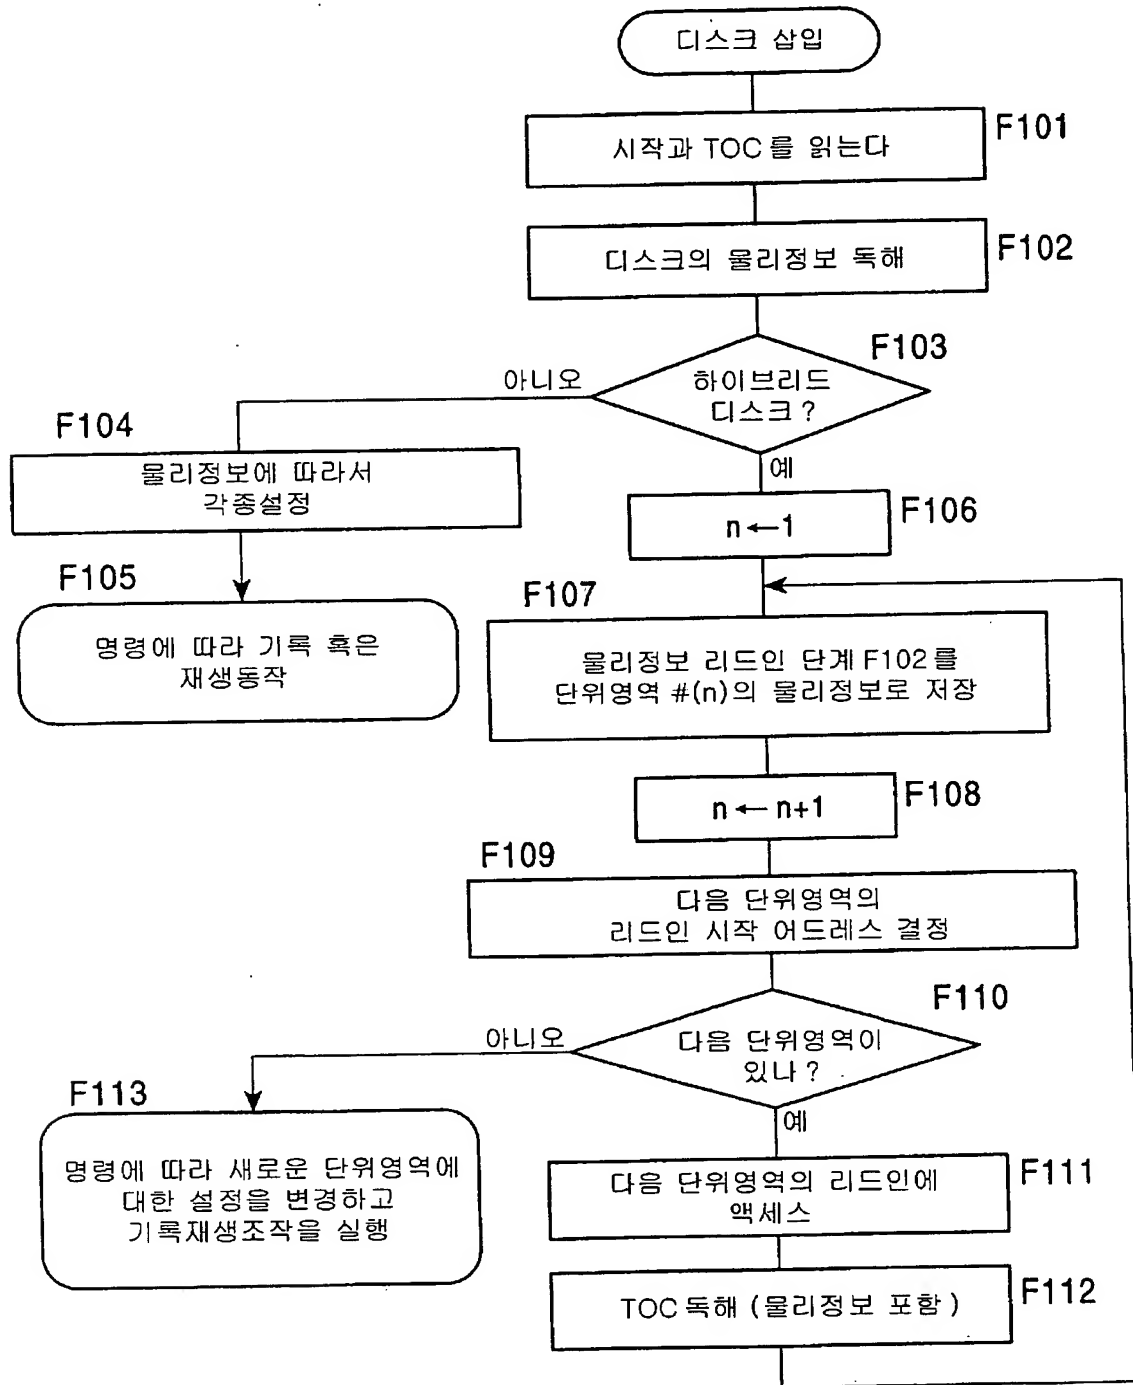 디스크 삽입
F101
시작과 TOC를 읽는다
F102
디스크의 물리정보 독해
F103
하이브리드
디스크?
아니오
예
F104
물리정보에 따라서
각종설정
F105
명령에 따라 기록 혹은
재생동작
F106
n←1
F107
물리정보 리드인 단계 F102를
단위영역 #(n)의 물리정보로 저장
F108
n←n+1
F109
다음 단위영역의
리드인 시작 어드레스 결정
F110
다음 단위영역이
있나?
아니오
예
F113
명령에 따라 새로운 단위영역에
대한 설정을 변경하고
기록재생조작을 실행
F111
다음 단위영역의 리드인에
액세스
F112
TOC 독해 (물리정보 포함)